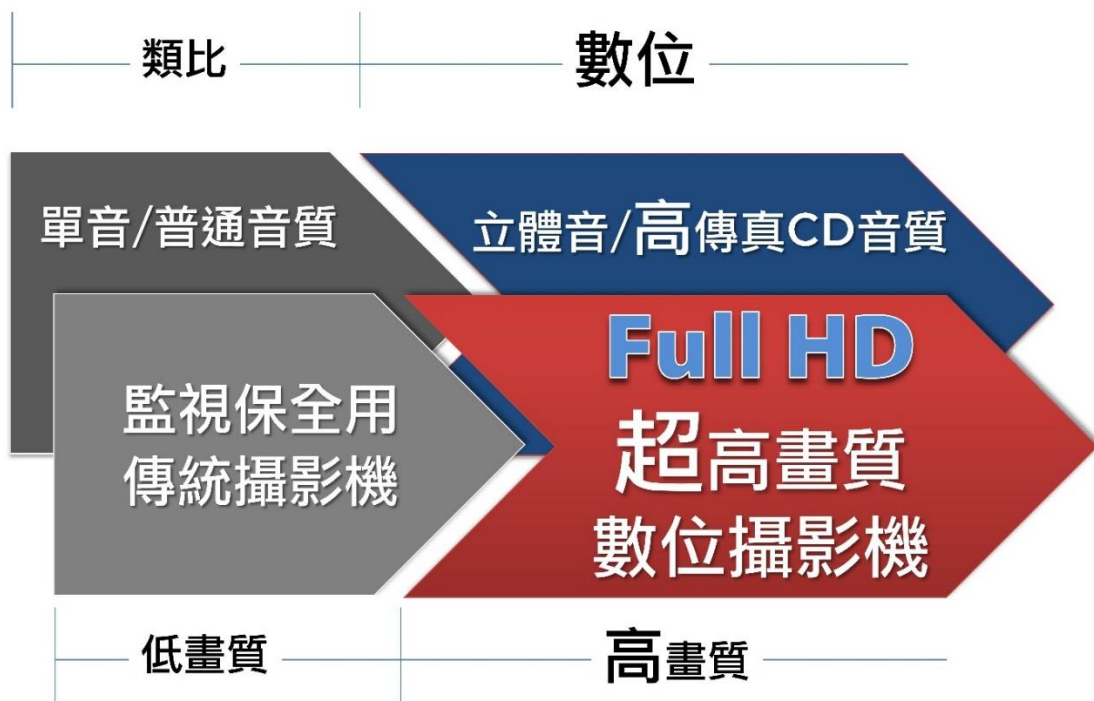 類比
數位
單音/普通音質
立體音/高傳真CD音質
監視保全用
傳統攝影機
Full HD
超高畫質
數位攝影機
低畫質
高畫質